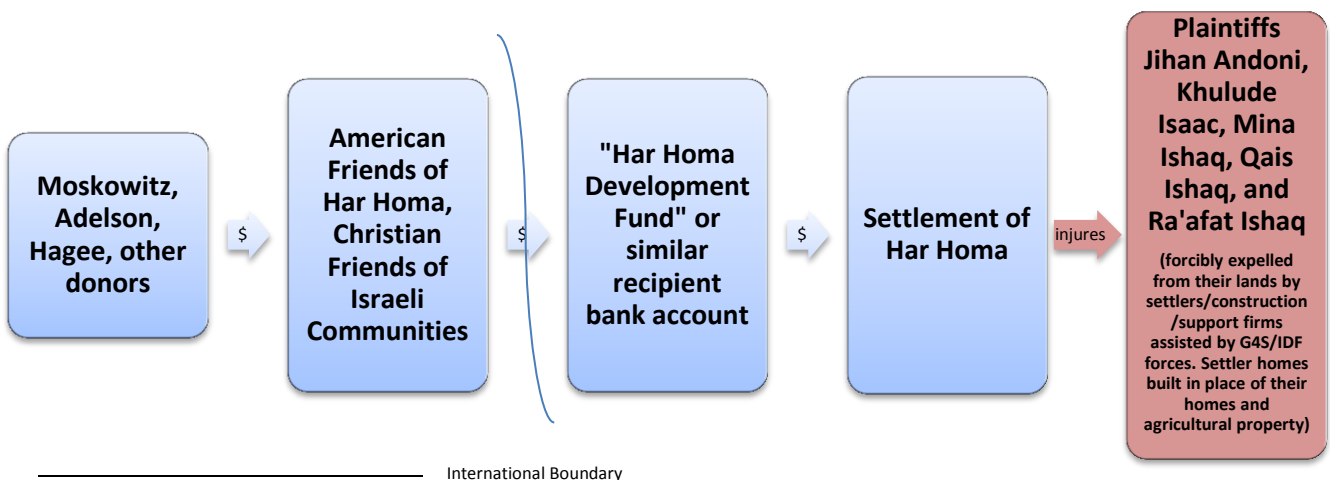 Moskowitz,
Adelson,
Hagee, other
donors
$
American
Friends of
Har Homa,
Christian
Friends of
Israeli
Communities
$
"Har Homa
Development
Fund" or
similar
recipient
bank account
$
Settlement of
Har Homa
injures
Plaintiffs
Jihan Andoni,
Khulude
Isaac, Mina
Ishaq, Qais
Ishaq, and
Ra'afat Ishaq
(forcibly expelled
from their lands by
settlers/construction
/support firms
assisted by G4S/IDF
forces. Settler homes
built in place of their
homes and
agricultural property)
International Boundary